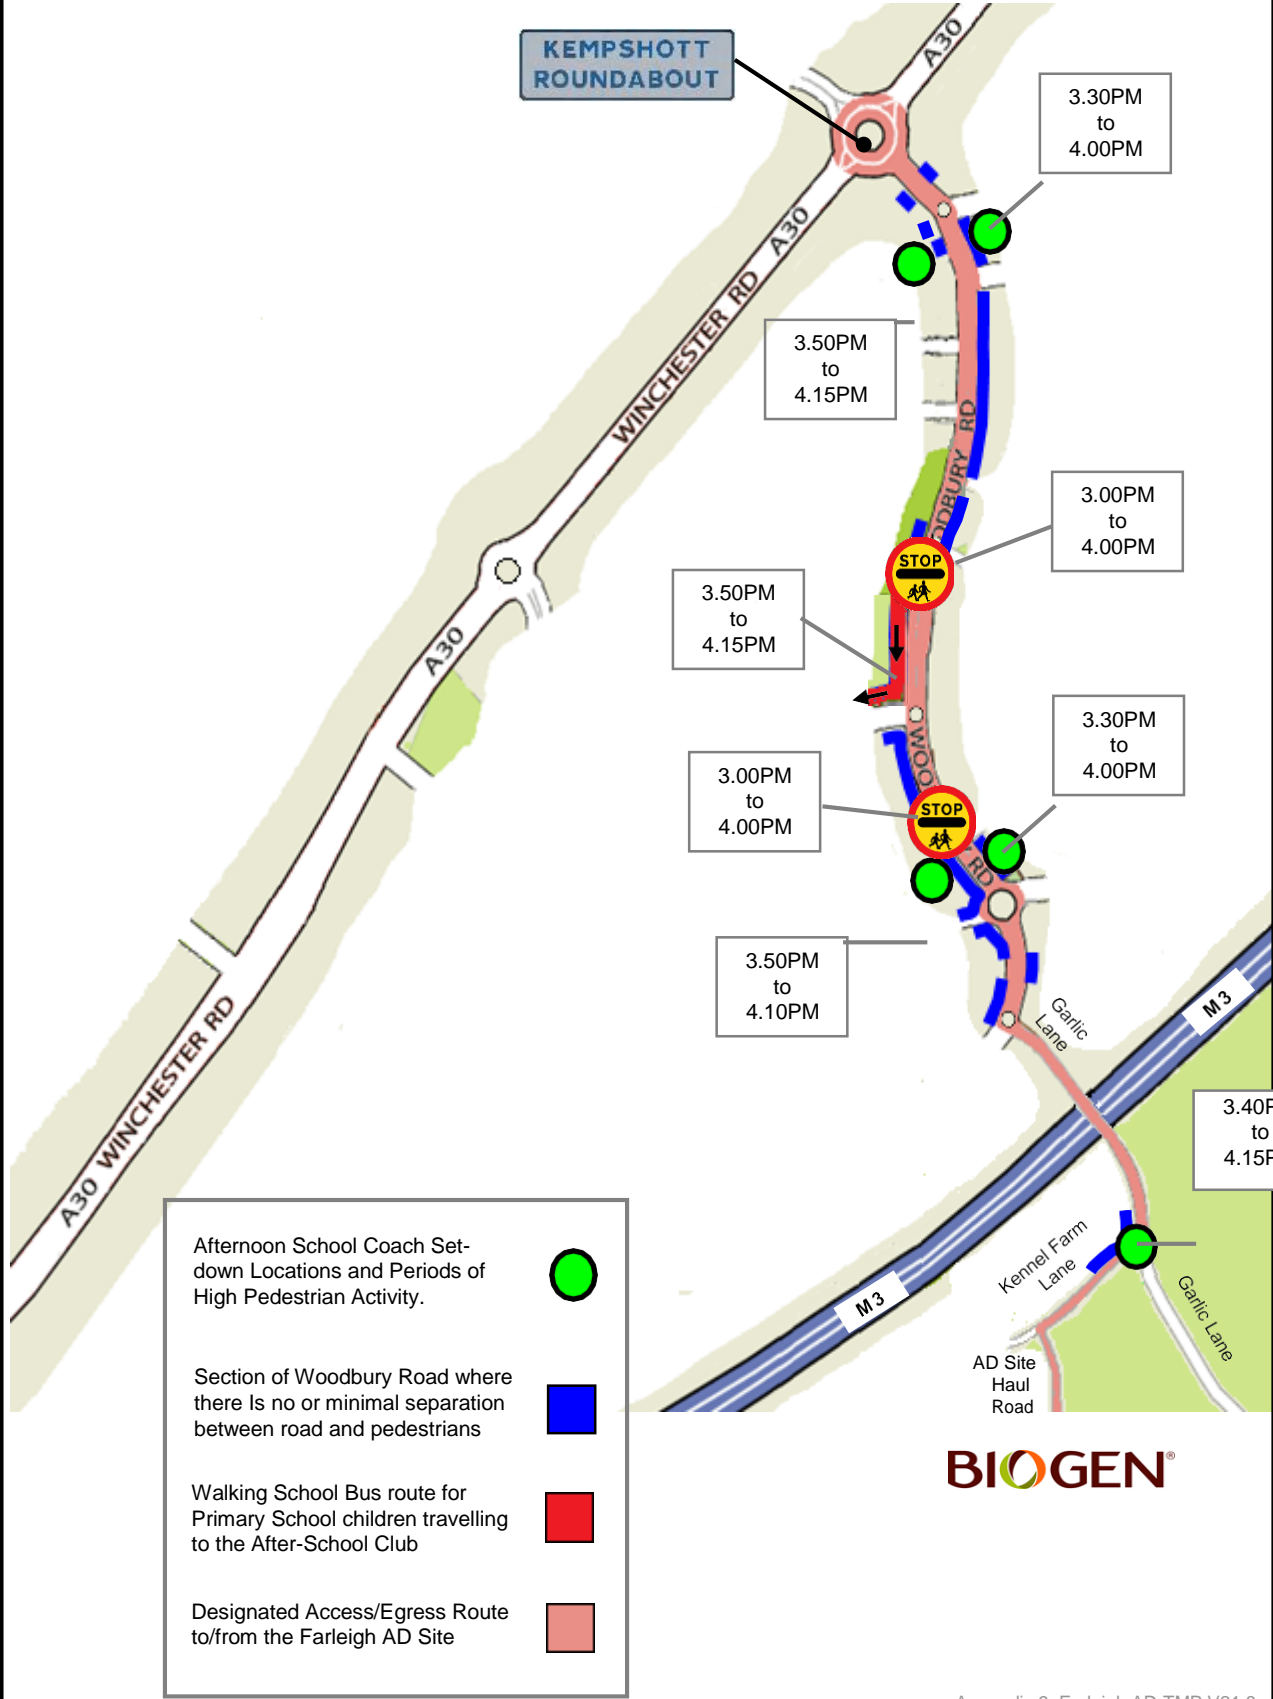 KEMPSHOTT
ROUNDABOUT
A30
3.30PM
to
4.00PM
A30
WINCHESTER RD
3.50PM
to
4.15PM
RD
3.00PM
to
4.00PM
STOP
3.50PM
to
4.15PM
A30
3.30PM
to
4.00PM
3.00PM
to
4.00PM
STOP
RD
3.50PM
to
4.10PM
Garlic
Lane
M3
WINCHESTER RD
A30
3.40P
to
4.15P
Kennel Farm
Lane
M3
Garlic Lane
AD Site
Haul
Road
Afternoon School Coach Set-
down Locations and Periods of
High Pedestrian Activity.
Section of Woodbury Road where
there Is no or minimal separation
between road and pedestrians
Walking School Bus route for
Primary School children travelling
to the After-School Club
Designated Access/Egress Route
to/from the Farleigh AD Site
BIOGEN®